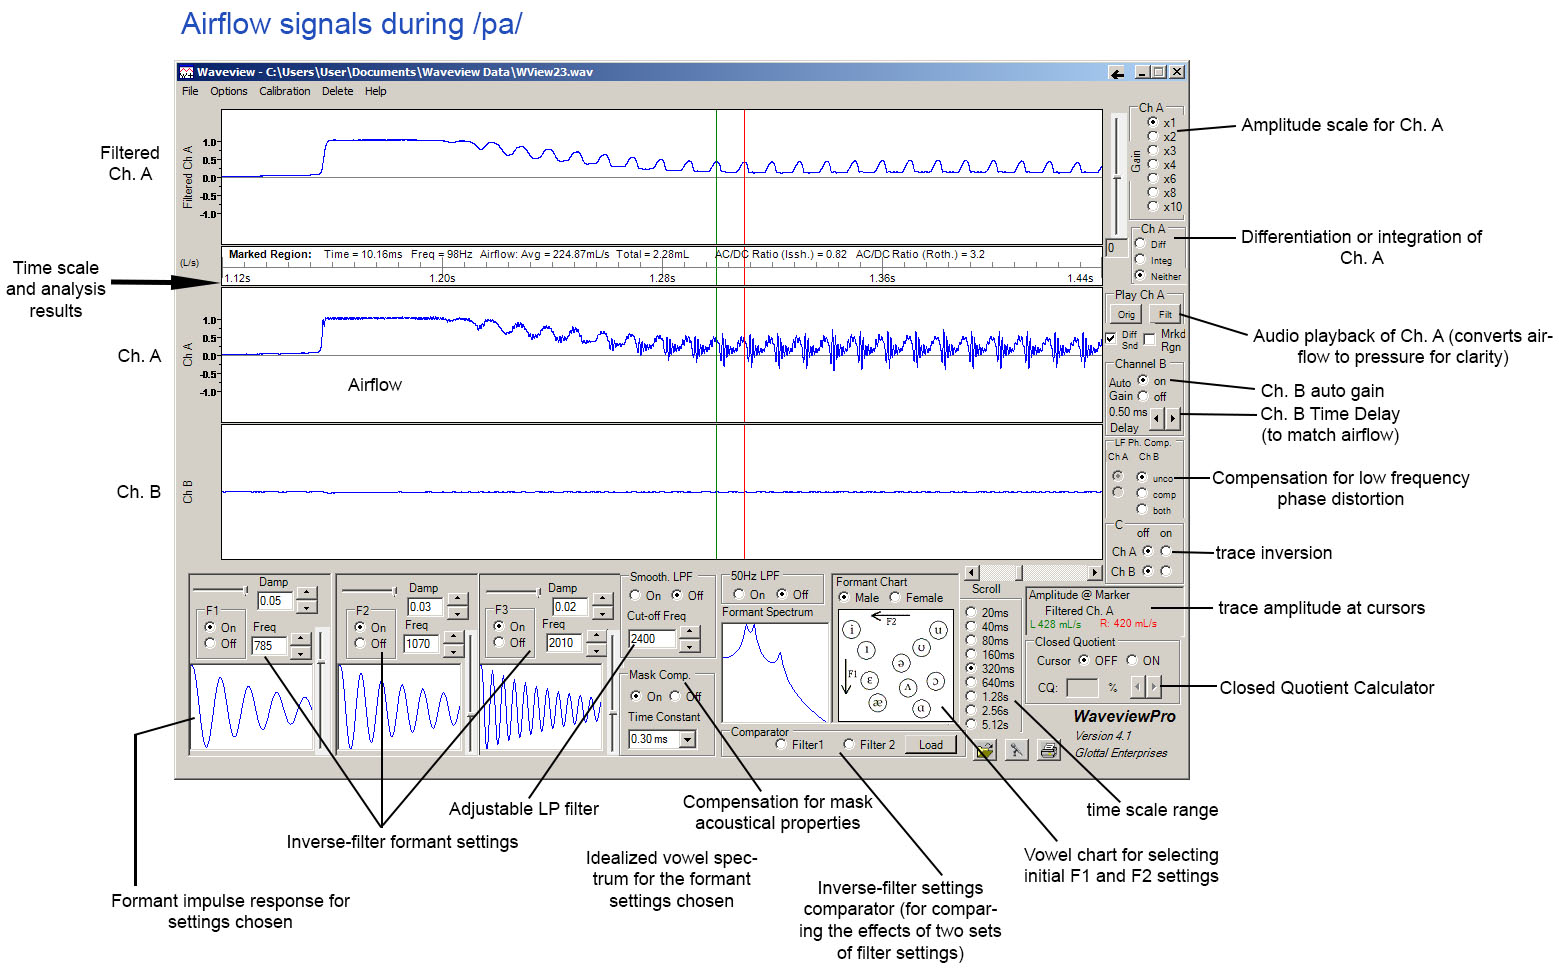 Airflow signals during /pa/
Waveview - C:\Users\User\Documents\Waveview Data\WView23.wav
File Options Calibration Delete Help
Filtered
Ch. A
Filtered Ch A
1.0
0.5
0.0
-0.5
-1.0
Ch A
Gain
x1
x2
x3
x4
x6
x8
x10
0
Amplitude scale for Ch. A
Ch A
Diff
Integ
Neither
Differentiation or integration of
Ch. A
Time scale
and analysis
results
(L/s)
Marked Region: Time = 10.16ms Freq = 98Hz Airflow: Avg = 224.87mL/s Total = 2.28mL AC/DC Ratio (Issh.) = 0.82 AC/DC Ratio (Roth.) = 3.2
1.12s 1.20s 1.28s 1.36s 1.44s
Play Ch A
Orig Filt
Diff
Snd
Mrkd
Rgn
Audio playback of Ch. A (converts air-
flow to pressure for clarity)
Ch. A
Ch A
1.0
0.5
0.0
-0.5
-1.0
Airflow
Channel B
Auto
Gain
on
off
0.50 ms
Delay
Ch. B auto gain
Ch. B Time Delay
(to match airflow)
LF Ph. Comp.
Ch A Ch B
unco
comp
both
Compensation for low frequency
phase distortion
Ch. B
Ch B
C
off on
Ch A
Ch B
trace inversion
Damp
0.05
F1
On
Off
Freq
785
Damp
0.03
F2
On
Off
Freq
1070
Damp
0.02
F3
On
Off
Freq
2010
Smooth. LPF
On Off
Cut-off Freq
2400
Mask Comp.
On Off
Time Constant
0.30 ms
50Hz LPF
On Off
Formant Spectrum
Formant Chart
Male Female
F2
F1
i
u
ɪ
ʊ
ə
ɛ
ʌ
ɔ
æ
ɑ
Comparator
Filter1 Filter 2 Load
Scroll
20ms
40ms
80ms
160ms
320ms
640ms
1.28s
2.56s
5.12s
Amplitude @ Marker
Filtered Ch. A
L 428 mL/s R: 420 mL/s
trace amplitude at cursors
Closed Quotient
Cursor OFF ON
CQ: %
Closed Quotient Calculator
WaveviewPro
Version 4.1
Glottal Enterprises
Formant impulse response for
settings chosen
Inverse-filter formant settings
Adjustable LP filter
Idealized vowel spec-
trum for the formant
settings chosen
Compensation for mask
acoustical properties
Inverse-filter settings
comparator (for compar-
ing the effects of two sets
of filter settings)
Vowel chart for selecting
initial F1 and F2 settings
time scale range